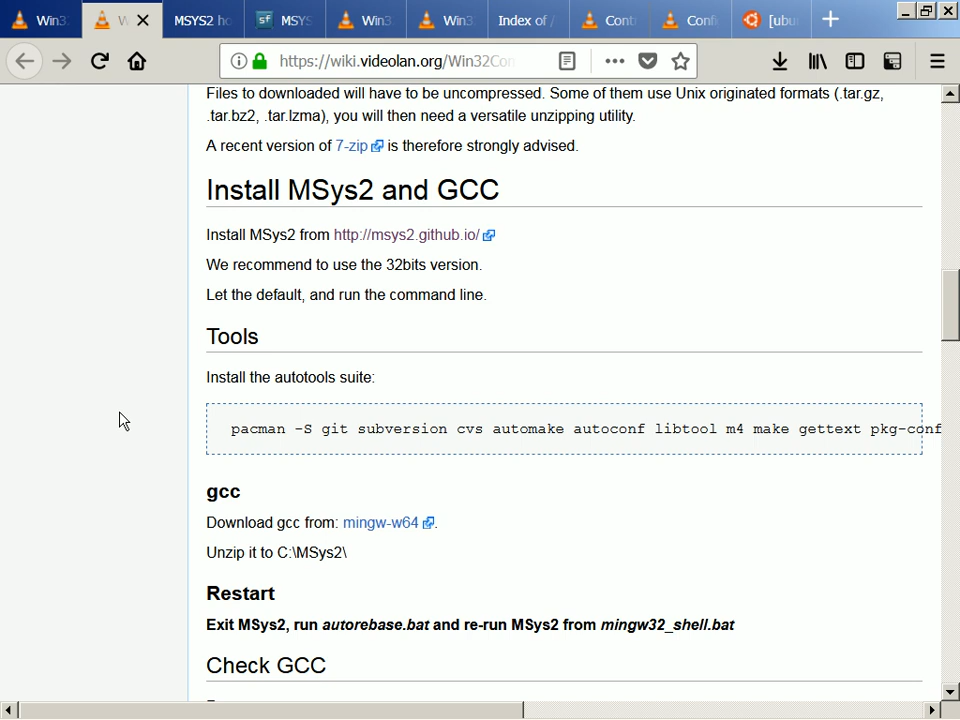 Win32
W
MSYS2 ho
MSYS
Win3
Win3
Index of /
Cont
Confi
[ubu
https://wiki.videolan.org/Win32Con
Files to downloaded will have to be uncompressed. Some of them use Unix originated formats (.tar.gz,
.tar.bz2, .tar.lzma), you will then need a versatile unzipping utility.
A recent version of 7-zip is therefore strongly advised.
Install MSys2 and GCC
Install MSys2 from http://msys2.github.io/
We recommend to use the 32bits version.
Let the default, and run the command line.
Tools
Install the autotools suite:
pacman -S git subversion cvs automake autoconf libtool m4 make gettext pkg-conf
gcc
Download gcc from: mingw-w64.
Unzip it to C:\MSys2\
Restart
Exit MSys2, run autorebase.bat and re-run MSys2 from mingw32_shell.bat
Check GCC